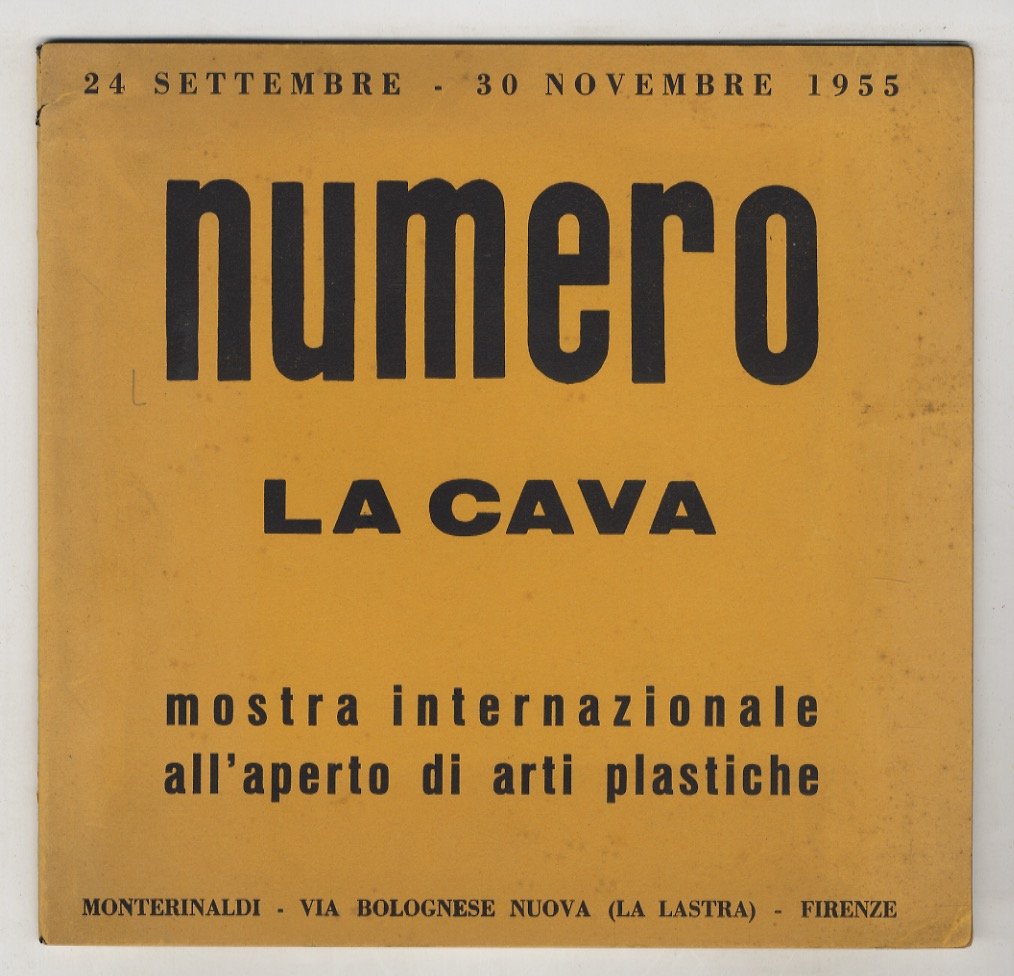 24 SETTEMBRE - 30 NOVEMBRE 1955
numero
LA CAVA
mostra internazionale
all'aperto di arti plastiche
MONTERINALDI - VIA BOLOGNESE NUOVA (LA LASTRA) - FIRENZE